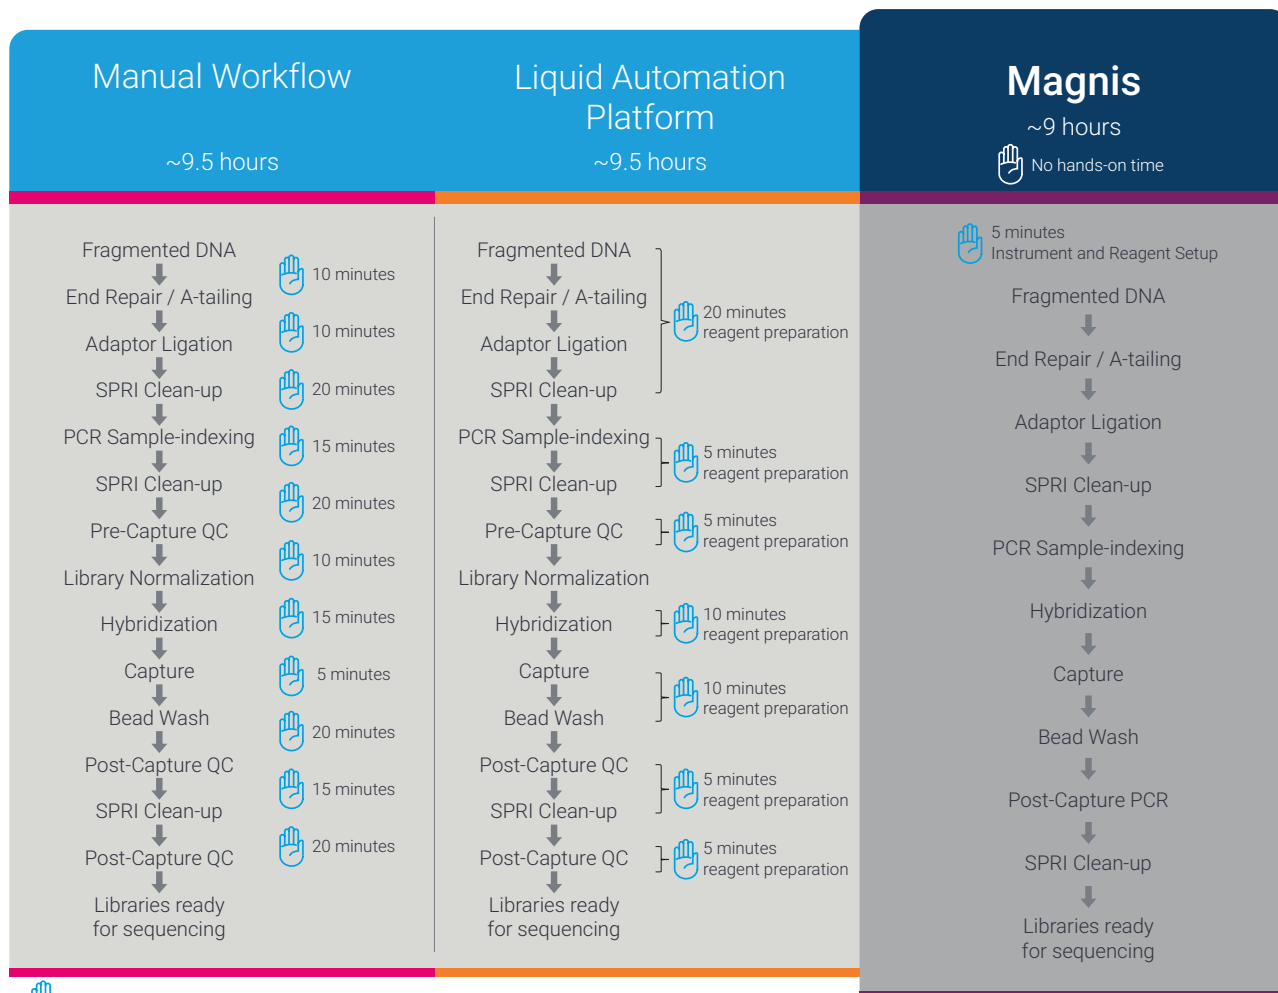 Manual Workflow
~9.5 hours
Fragmented DNA
End Repair / A-tailing
Adaptor Ligation
SPRI Clean-up
PCR Sample-indexing
SPRI Clean-up
Pre-Capture QC
Library Normalization
Hybridization
Capture
Bead Wash
Post-Capture QC
SPRI Clean-up
Post-Capture QC
Libraries ready
for sequencing
10 minutes
10 minutes
20 minutes
15 minutes
20 minutes
10 minutes
15 minutes
5 minutes
20 minutes
15 minutes
20 minutes
Liquid Automation
Platform
~9.5 hours
Fragmented DNA
End Repair / A-tailing
Adaptor Ligation
SPRI Clean-up
PCR Sample-indexing
SPRI Clean-up
Pre-Capture QC
Library Normalization
Hybridization
Capture
Bead Wash
Post-Capture QC
SPRI Clean-up
Post-Capture QC
Libraries ready
for sequencing
20 minutes
reagent preparation
5 minutes
reagent preparation
5 minutes
reagent preparation
10 minutes
reagent preparation
10 minutes
reagent preparation
5 minutes
reagent preparation
5 minutes
reagent preparation
Magnis
~9 hours
No hands-on time
5 minutes
Instrument and Reagent Setup
Fragmented DNA
End Repair / A-tailing
Adaptor Ligation
SPRI Clean-up
PCR Sample-indexing
Hybridization
Capture
Bead Wash
Post-Capture PCR
SPRI Clean-up
Libraries ready
for sequencing